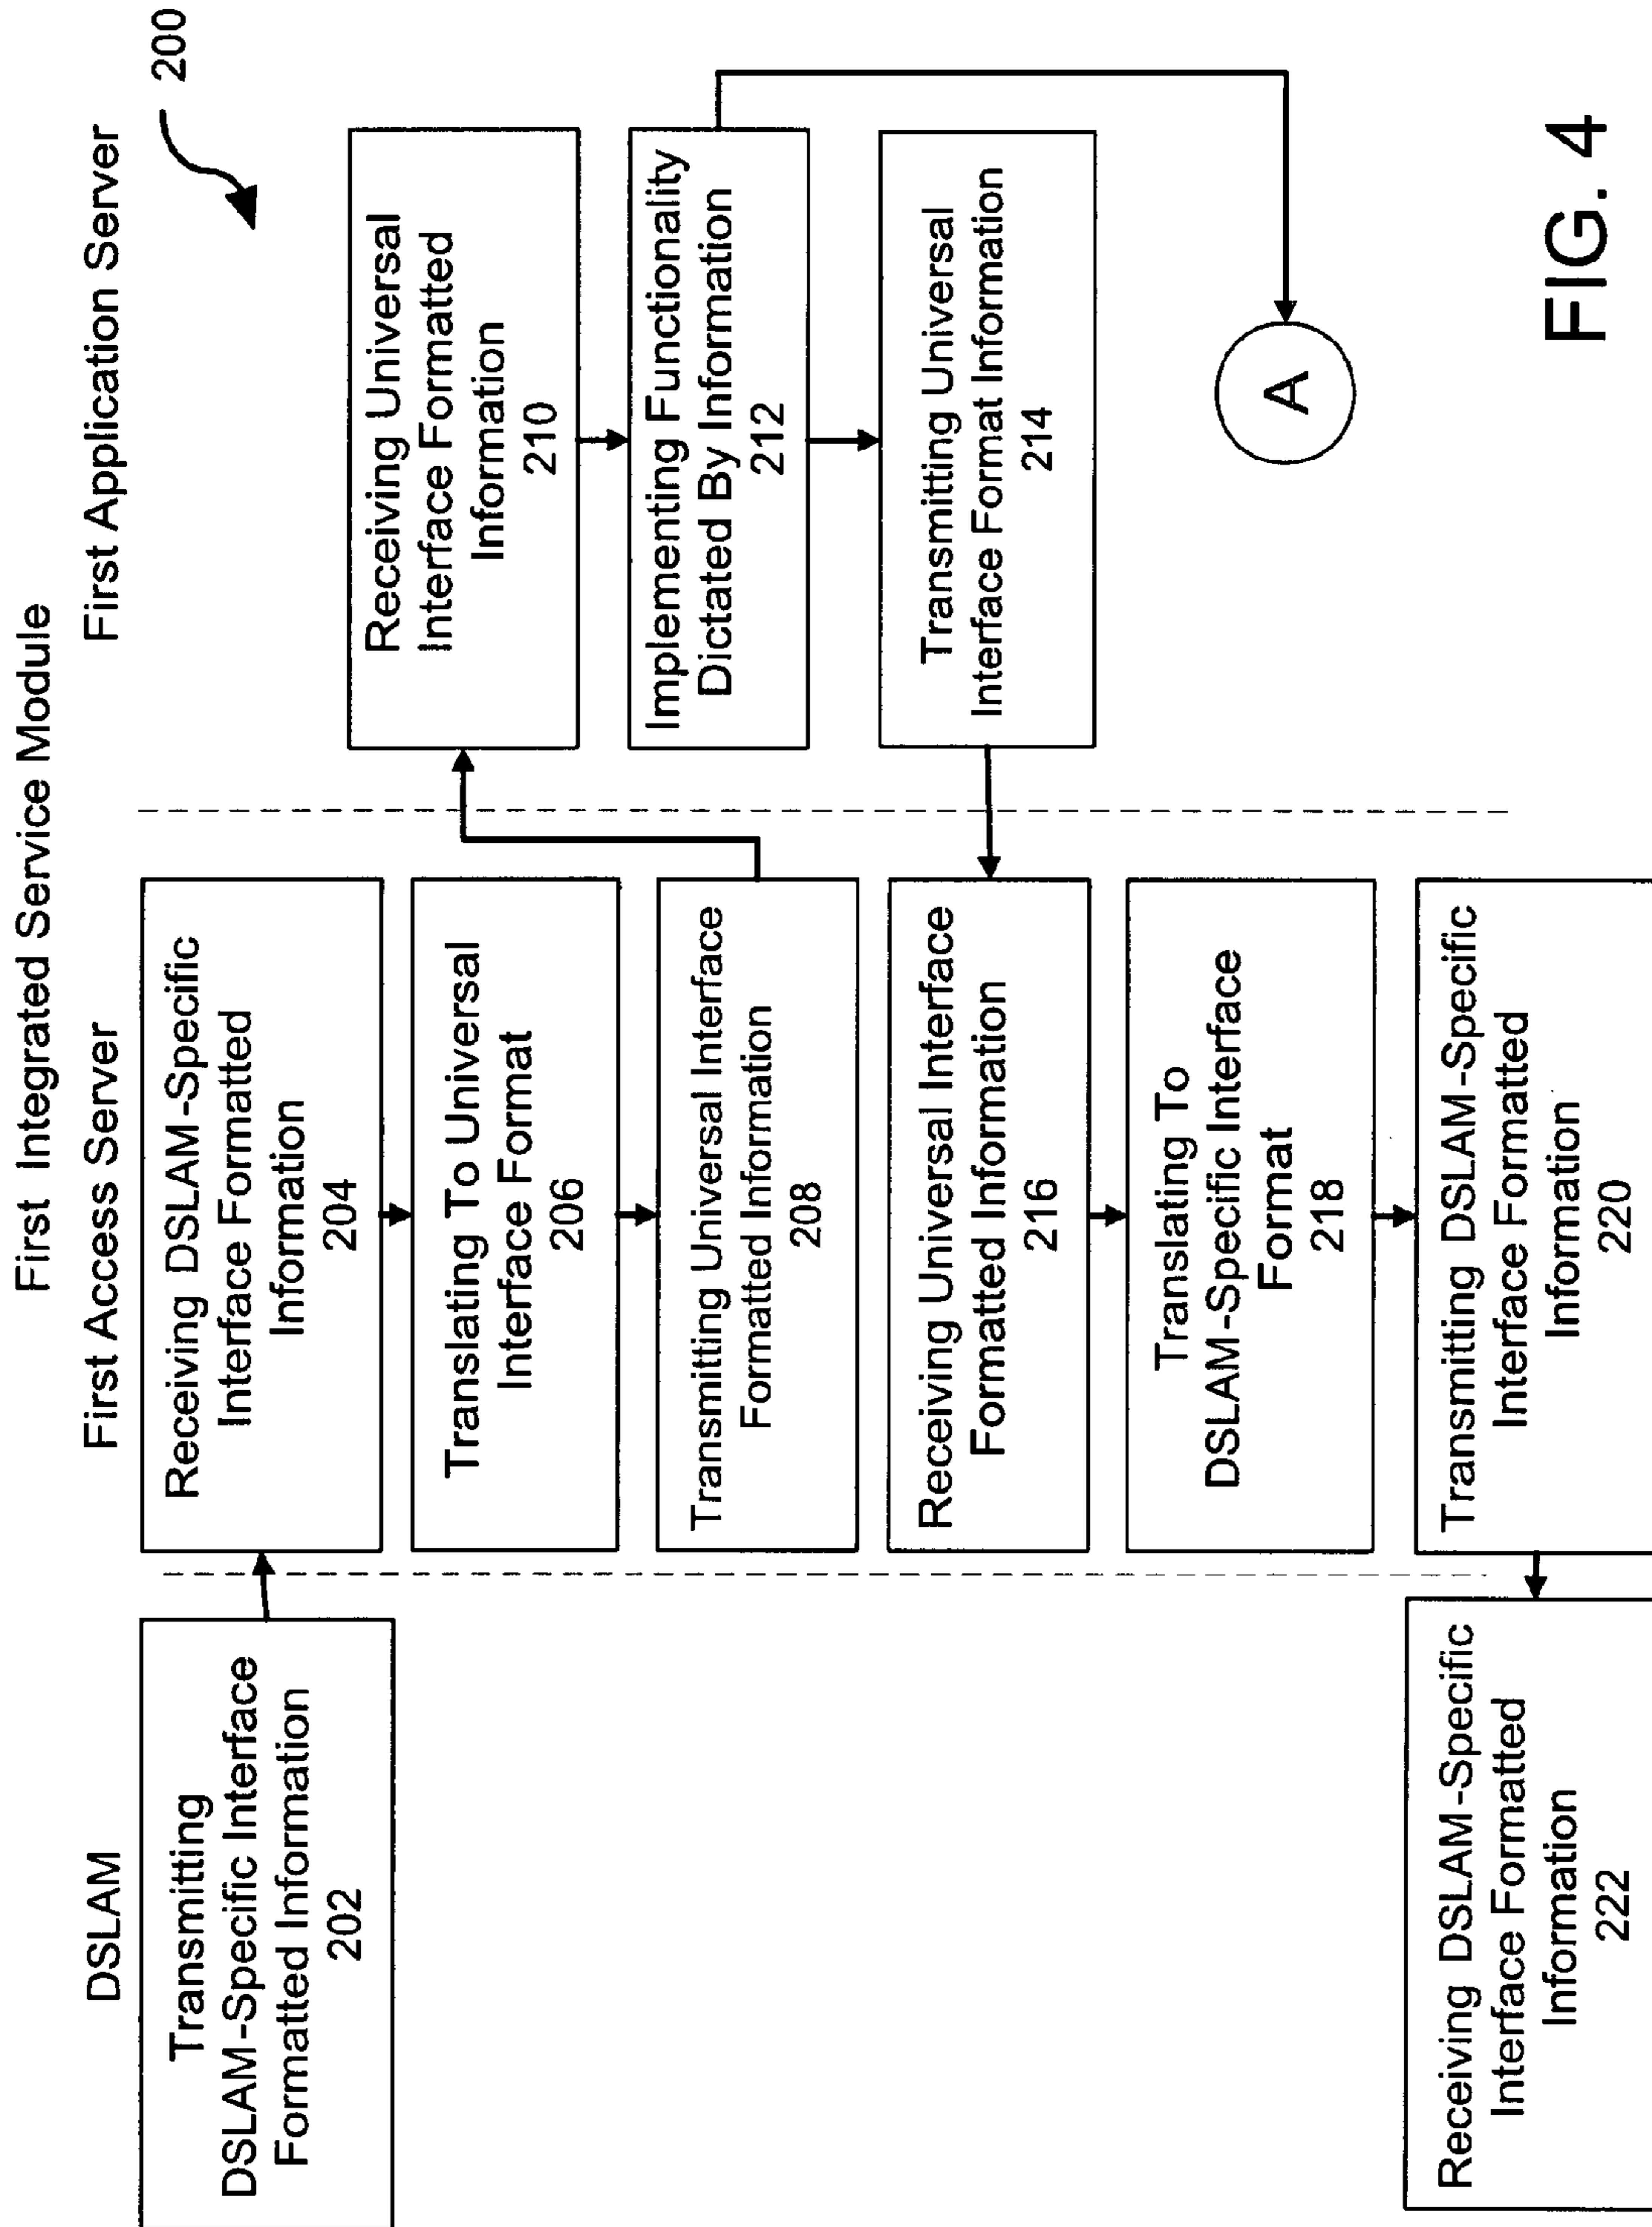 First Integrated Service Module
DSLAM
First Access Server
First Application Server
200
Transmitting
DSLAM-Specific Interface
Formatted Information
202
Receiving DSLAM-Specific
Interface Formatted
Information
204
Translating To Universal
Interface Format
206
Transmitting Universal Interface
Formatted Information
208
Receiving Universal
Interface Formatted
Information
210
Implementing Functionality
Dictated By Information
212
Transmitting Universal
Interface Format Information
214
Receiving Universal Interface
Formatted Information
216
Translating To
DSLAM-Specific Interface
Format
218
Transmitting DSLAM-Specific
Interface Formatted
Information
220
Receiving DSLAM-Specific
Interface Formatted
Information
222
A
FIG. 4